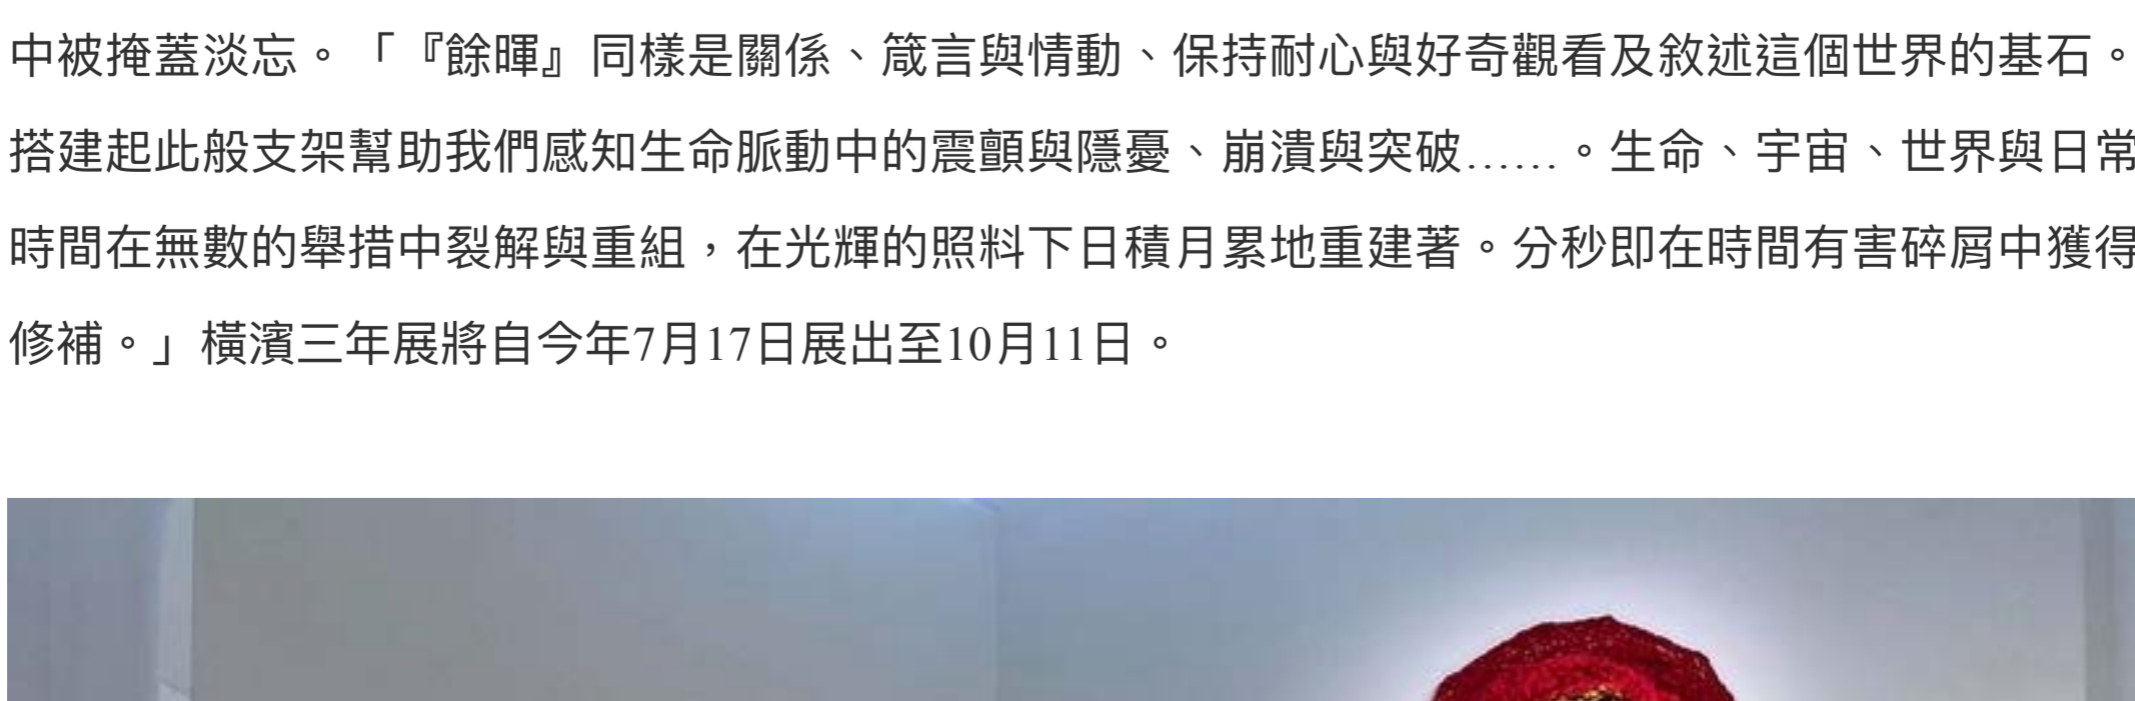 中被掩蓋淡忘。「『餘暉』同樣是關係、箴言與情動、保持耐心與好奇觀看及敘述這個世界的基石。
搭建起此般支架幫助我們感知生命脈動中的震顫與隱憂、崩潰與突破……。生命、宇宙、世界與日常
時間在無數的舉措中裂解與重組，在光輝的照料下日積月累地重建著。分秒即在時間有害碎屑中獲得
修補。」橫濱三年展將自今年7月17日展出至10月11日。